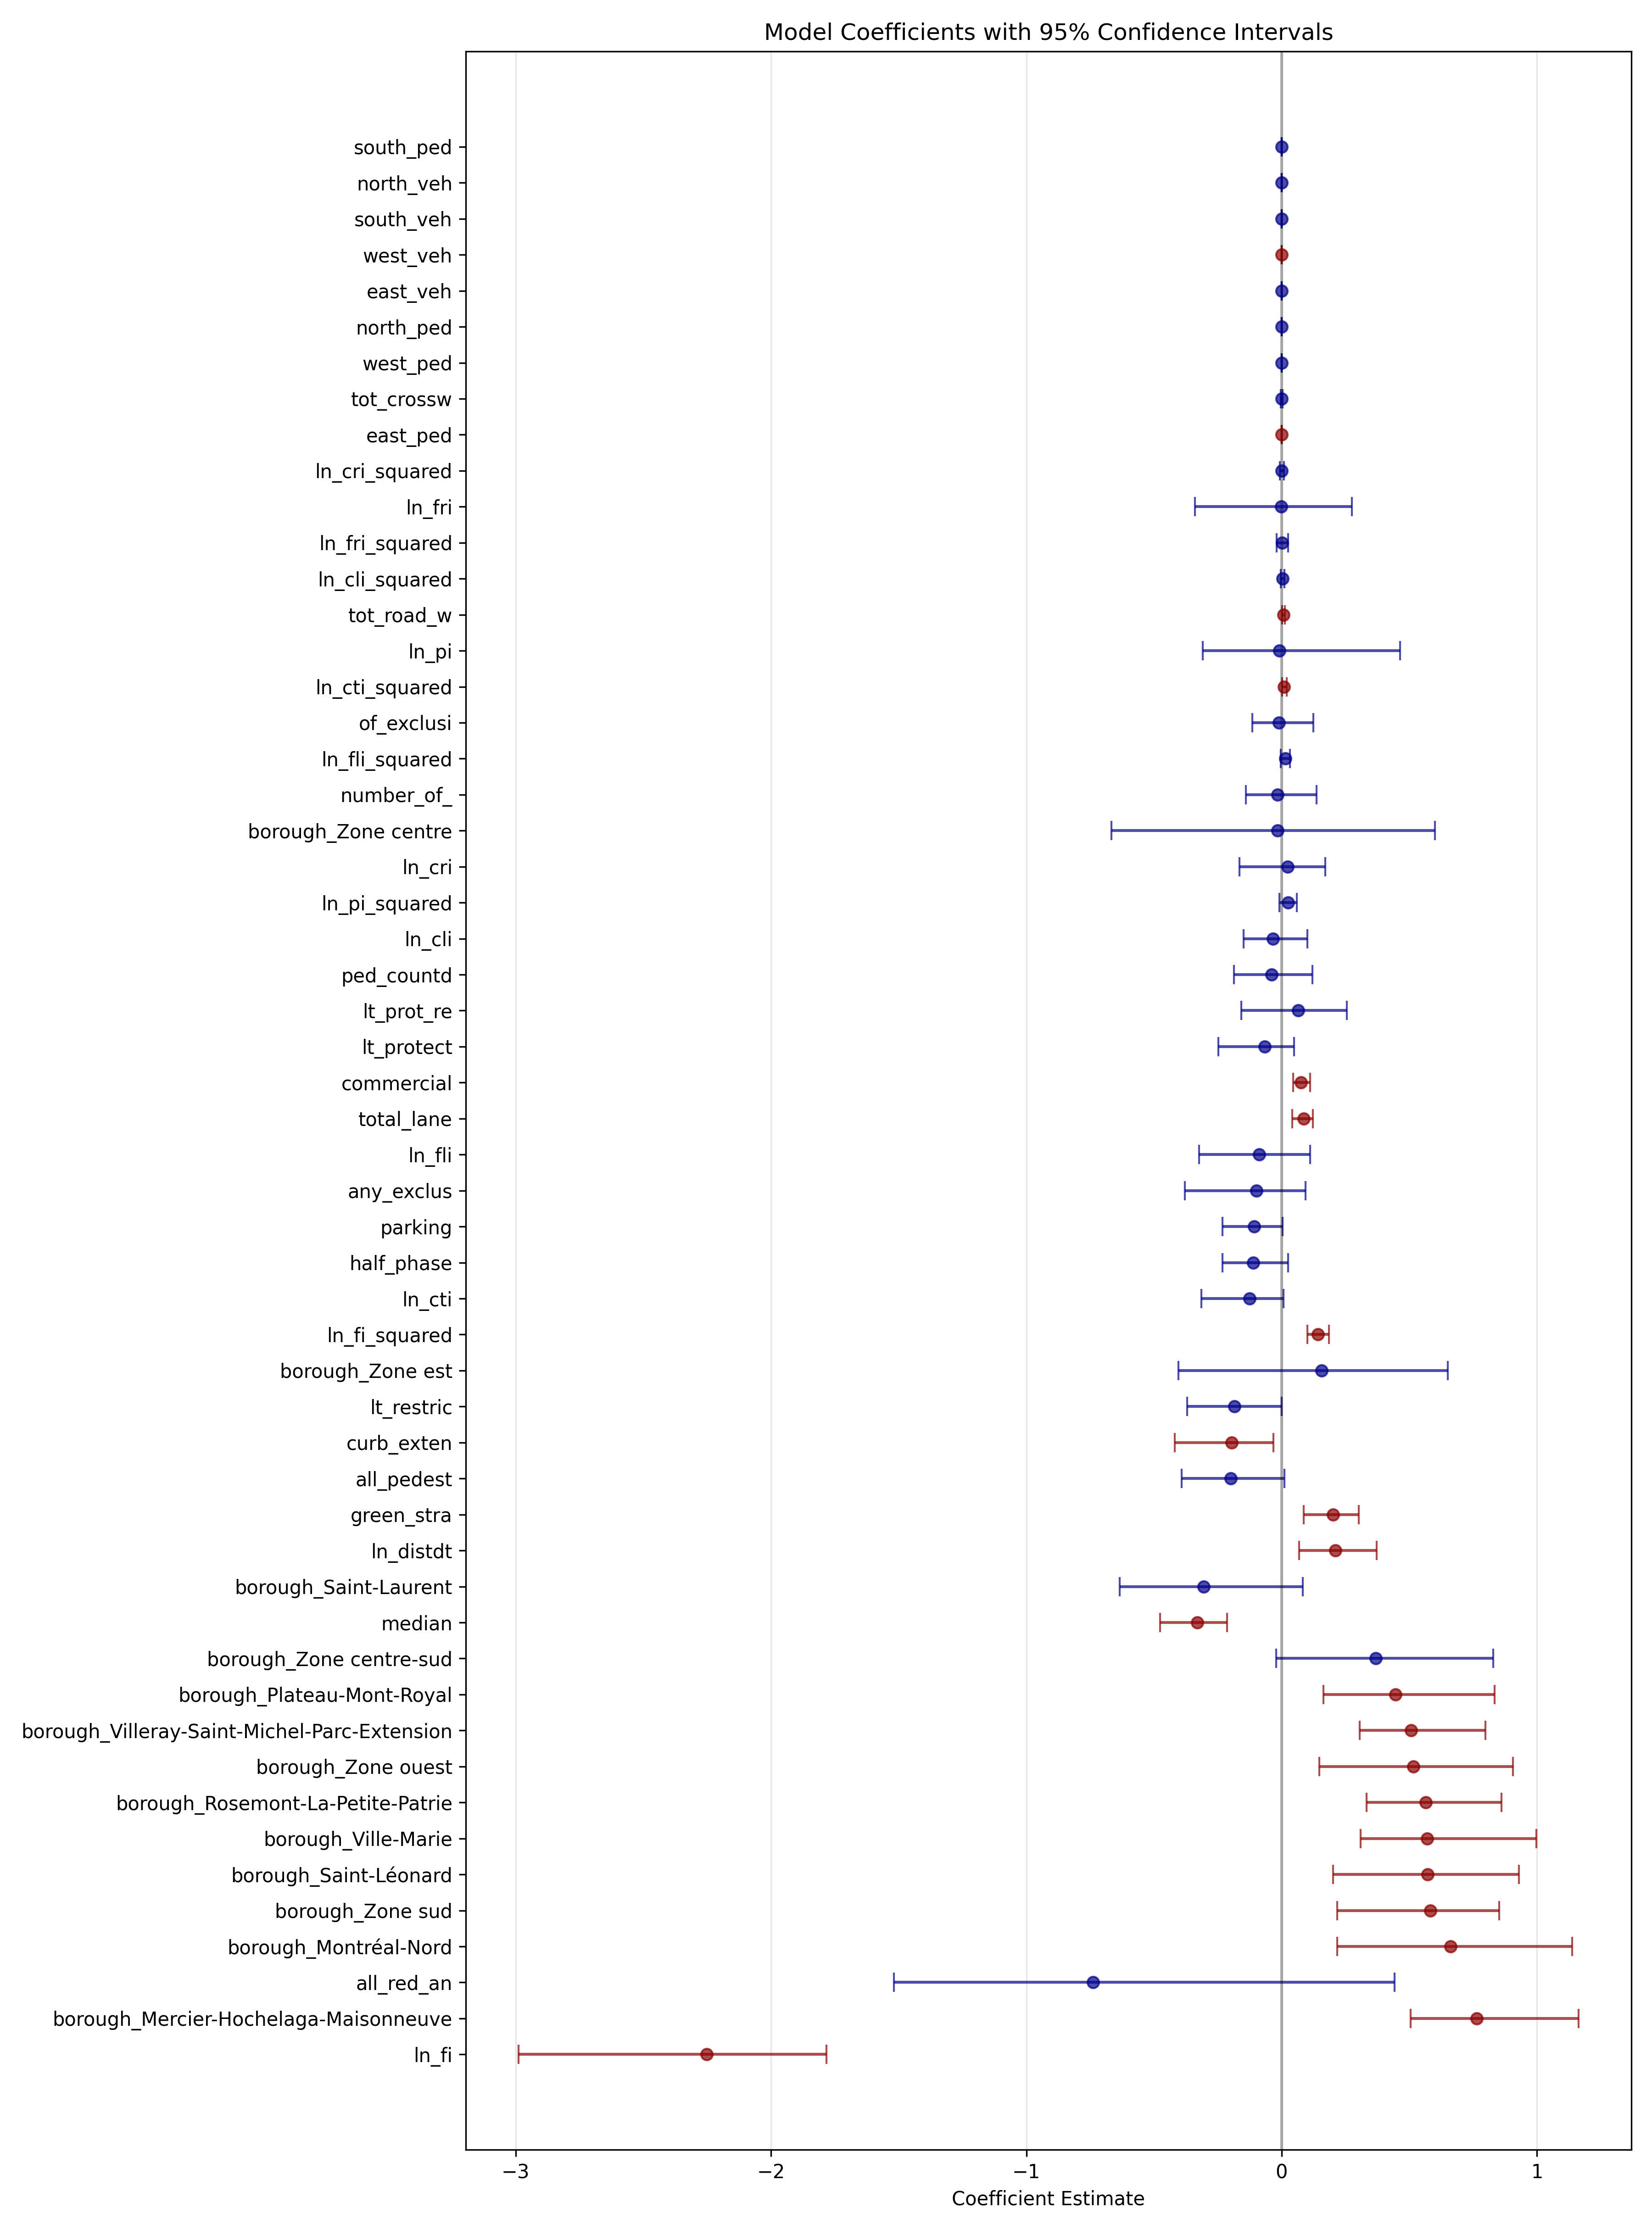 Model Coefficients with 95% Confidence Intervals
south_ped
north_veh
south_veh
west_veh
east_veh
north_ped
west_ped
tot_crossw
east_ped
ln_cri_squared
ln_fri
ln_fri_squared
ln_cli_squared
tot_road_w
ln_pi
ln_cti_squared
of_exclusi
ln_fli_squared
number_of_
borough_Zone centre
ln_cri
ln_pi_squared
ln_cli
ped_countd
lt_prot_re
lt_protect
commercial
total_lane
ln_fli
any_exclus
parking
half_phase
ln_cti
ln_fi_squared
borough_Zone est
lt_restric
curb_exten
all_pedest
green_stra
ln_distdt
borough_Saint-Laurent
median
borough_Zone centre-sud
borough_Plateau-Mont-Royal
borough_Villeray-Saint-Michel-Parc-Extension
borough_Zone ouest
borough_Rosemont-La-Petite-Patrie
borough_Ville-Marie
borough_Saint-Léonard
borough_Zone sud
borough_Montréal-Nord
all_red_an
borough_Mercier-Hochelaga-Maisonneuve
ln_fi
−3 −2 −1 0 1
Coefficient Estimate